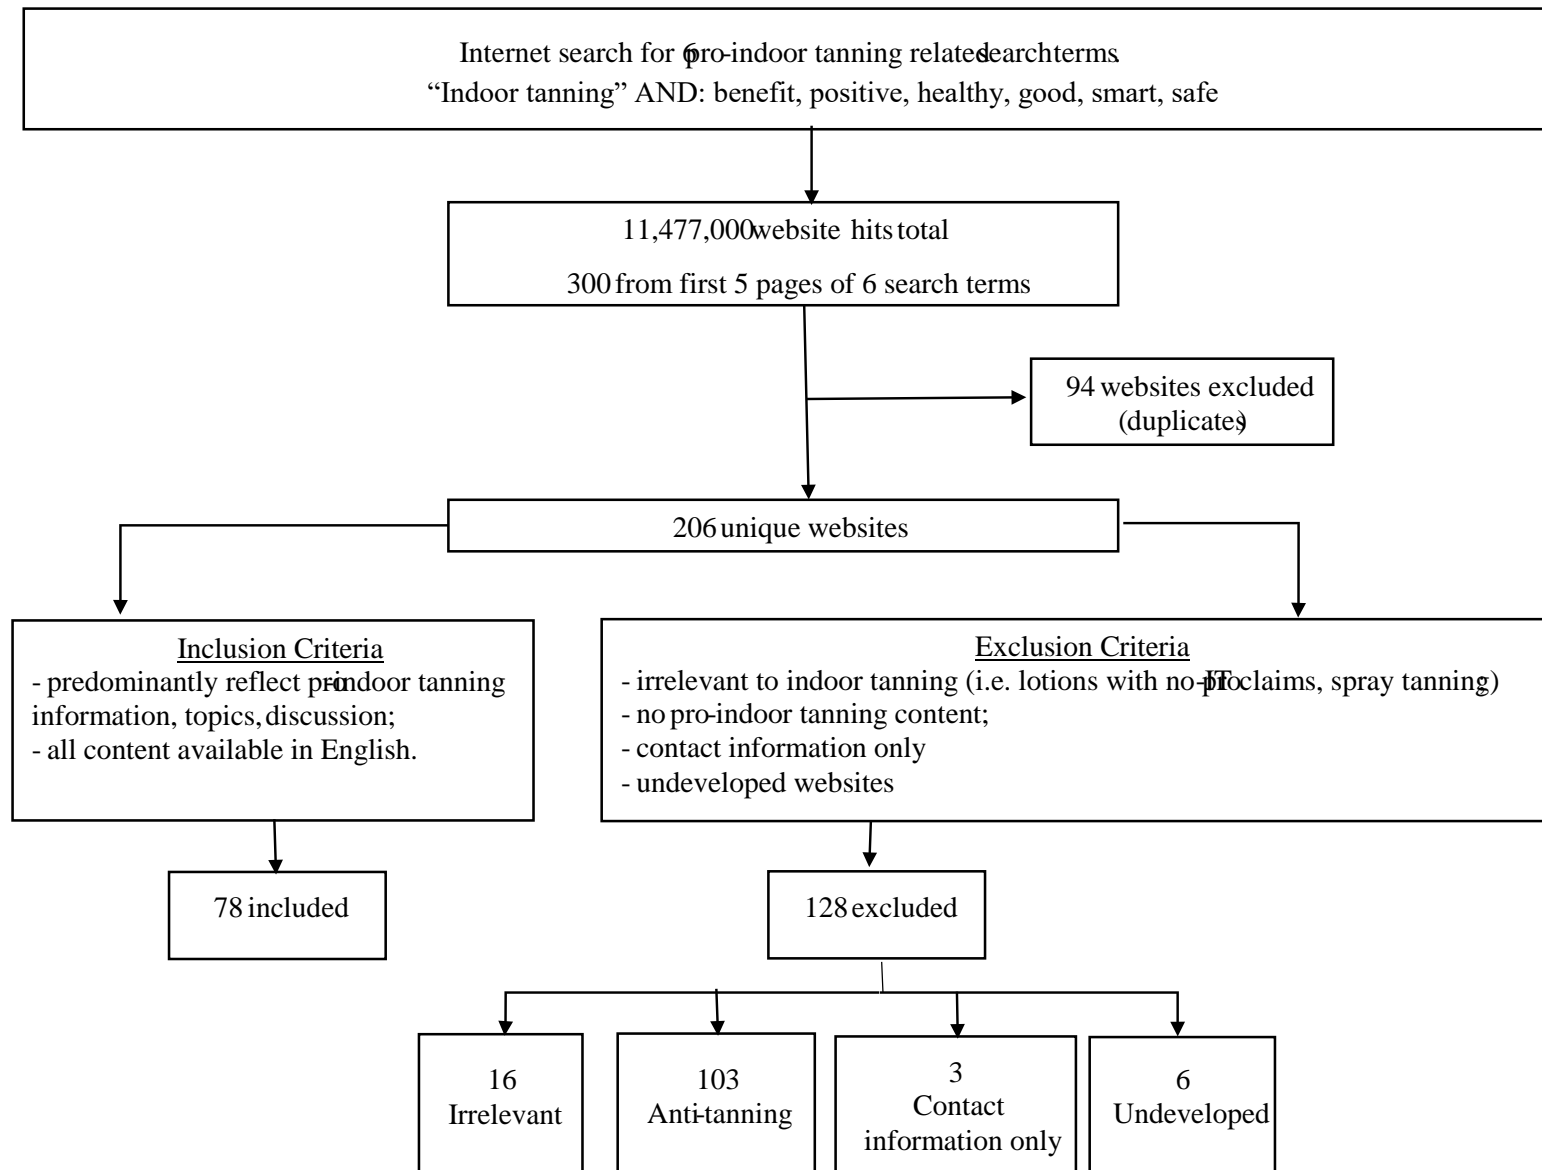 Internet search for 6 pro-indoor tanning related search terms.
“Indoor tanning” AND: benefit, positive, healthy, good, smart, safe
11,477,000 website hits total
300 from first 5 pages of 6 search terms
94 websites excluded
(duplicates)
206 unique websites
Inclusion Criteria
- predominantly reflect pro-indoor tanning
information, topics, discussion;
- all content available in English.
Exclusion Criteria
- irrelevant to indoor tanning (i.e. lotions with no pro-IT claims, spray tanning;)
- no pro-indoor tanning content;
- contact information only
- undeveloped websites
78 included
128 excluded
16
Irrelevant
103
Anti-tanning
3
Contact
information only
6
Undeveloped